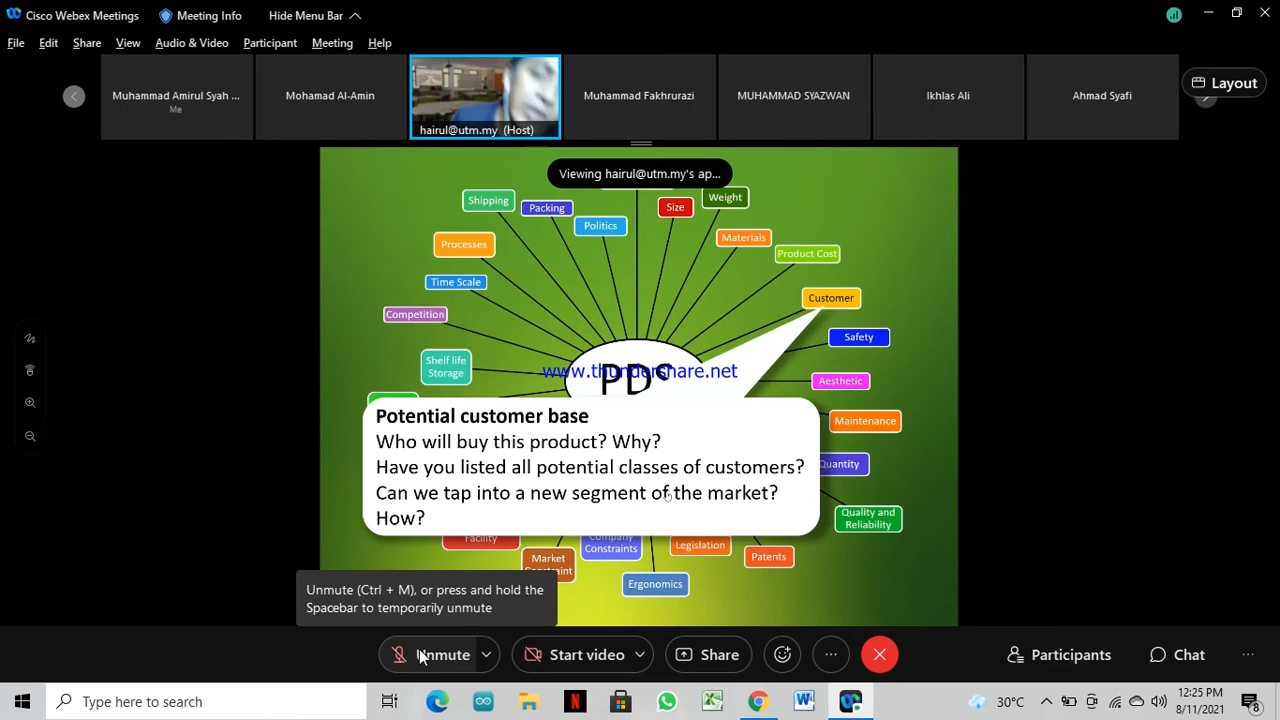 Cisco Webex Meetings
Meeting Info
Hide Menu Bar
File Edit Share View Audio & Video Participant Meeting Help
Muhammad Amirul Syah ...
Me
Mohamad Al-Amin
hairul@utm.my (Host)
Muhammad Fakhrurazi
MUHAMMAD SYAZWAN
Ikhlas Ali
Ahmad Syafi
Layout
Viewing hairul@utm.my's ap...
Shipping
Packing
Politics
Size
Weight
Processes
Materials
Product Cost
Time Scale
Customer
Competition
Safety
Shelf life
Storage
PDS
www.thundershare.net
Aesthetic
Maintenance
Quantity
Quality and
Reliability
Potential customer base
Who will buy this product? Why?
Have you listed all potential classes of customers?
Can we tap into a new segment of the market?
How?
Facility
Market
Constraint
Company
Constraints
Legislation
Patents
Ergonomics
Unmute (Ctrl + M), or press and hold the
Spacebar to temporarily unmute
Unmute
Start video
Share
Participants
Chat
Type here to search
30°C
12:25 PM
8/11/2021
8